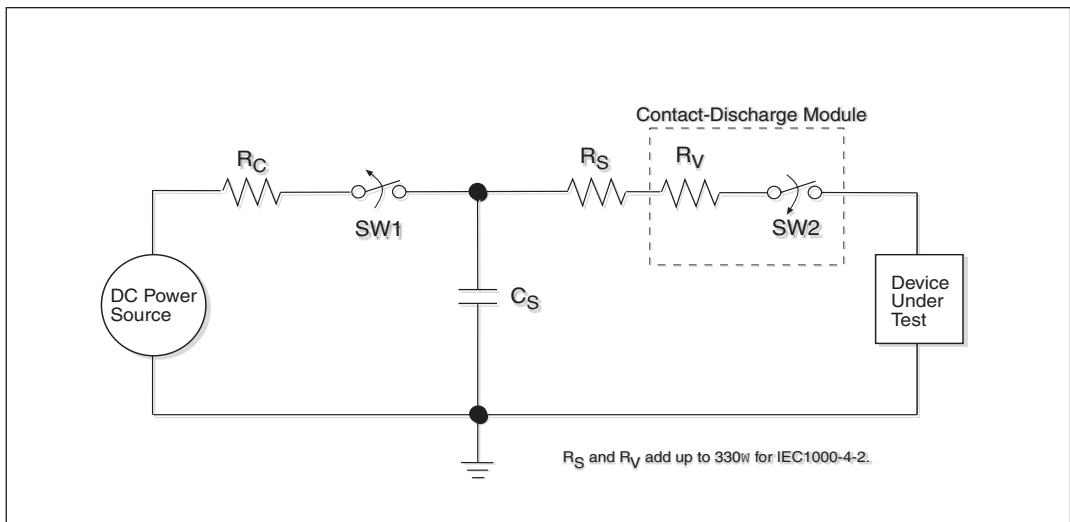 Contact-Discharge Module
R_C
R_S
R_V
SW1
SW2
C_S
DC Power
Source
Device
Under
Test
R_S and R_V add up to 330W for IEC1000-4-2.